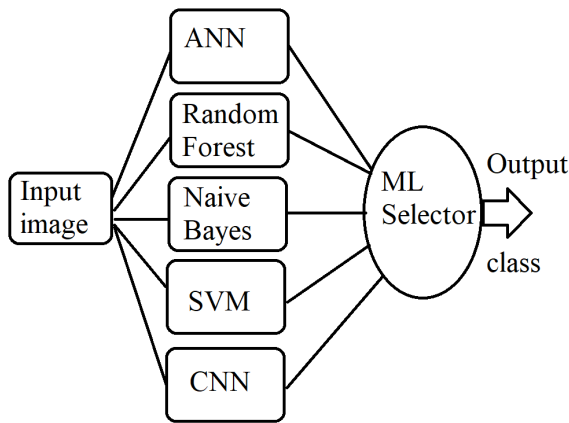 Input
image
ANN
Random
Forest
Naive
Bayes
SVM
CNN
ML
Selector
Output
class